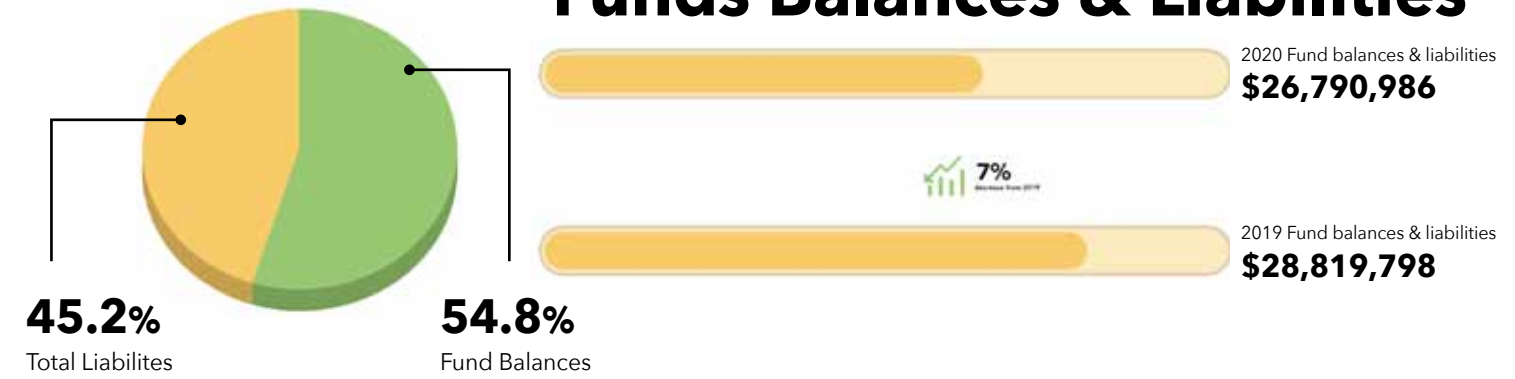 Funds Balances & Liabilities
2020 Fund balances & liabilities
$26,790,986
7%
2019 Fund balances & liabilities
$28,819,798
45.2%
Total Liabilites
54.8%
Fund Balances